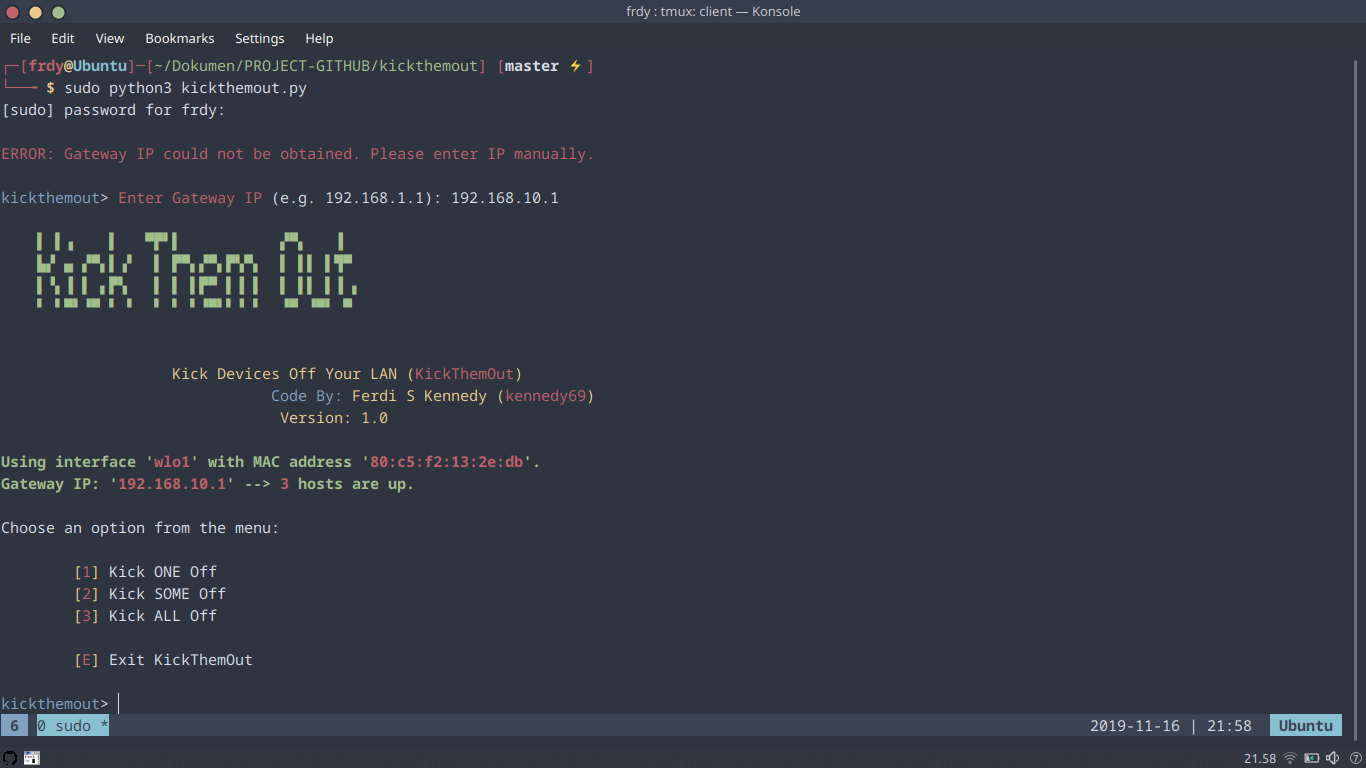 frdy : tmux: client — Konsole
File Edit View Bookmarks Settings Help
┌─[frdy@Ubuntu]─[~/Dokumen/PROJECT-GITHUB/kickthemout] [master ⚡]
└──╼ $ sudo python3 kickthemout.py
[sudo] password for frdy:
ERROR: Gateway IP could not be obtained. Please enter IP manually.
kickthemout> Enter Gateway IP (e.g. 192.168.1.1): 192.168.10.1
Kick Them Out
Kick Devices Off Your LAN (KickThemOut)
Code By: Ferdi S Kennedy (kennedy69)
Version: 1.0
Using interface 'wlo1' with MAC address '80:c5:f2:13:2e:db'.
Gateway IP: '192.168.10.1' --> 3 hosts are up.
Choose an option from the menu:
[1] Kick ONE Off
[2] Kick SOME Off
[3] Kick ALL Off
[E] Exit KickThemOut
kickthemout>
6 0 sudo * 2019-11-16 | 21:58 Ubuntu
21.58